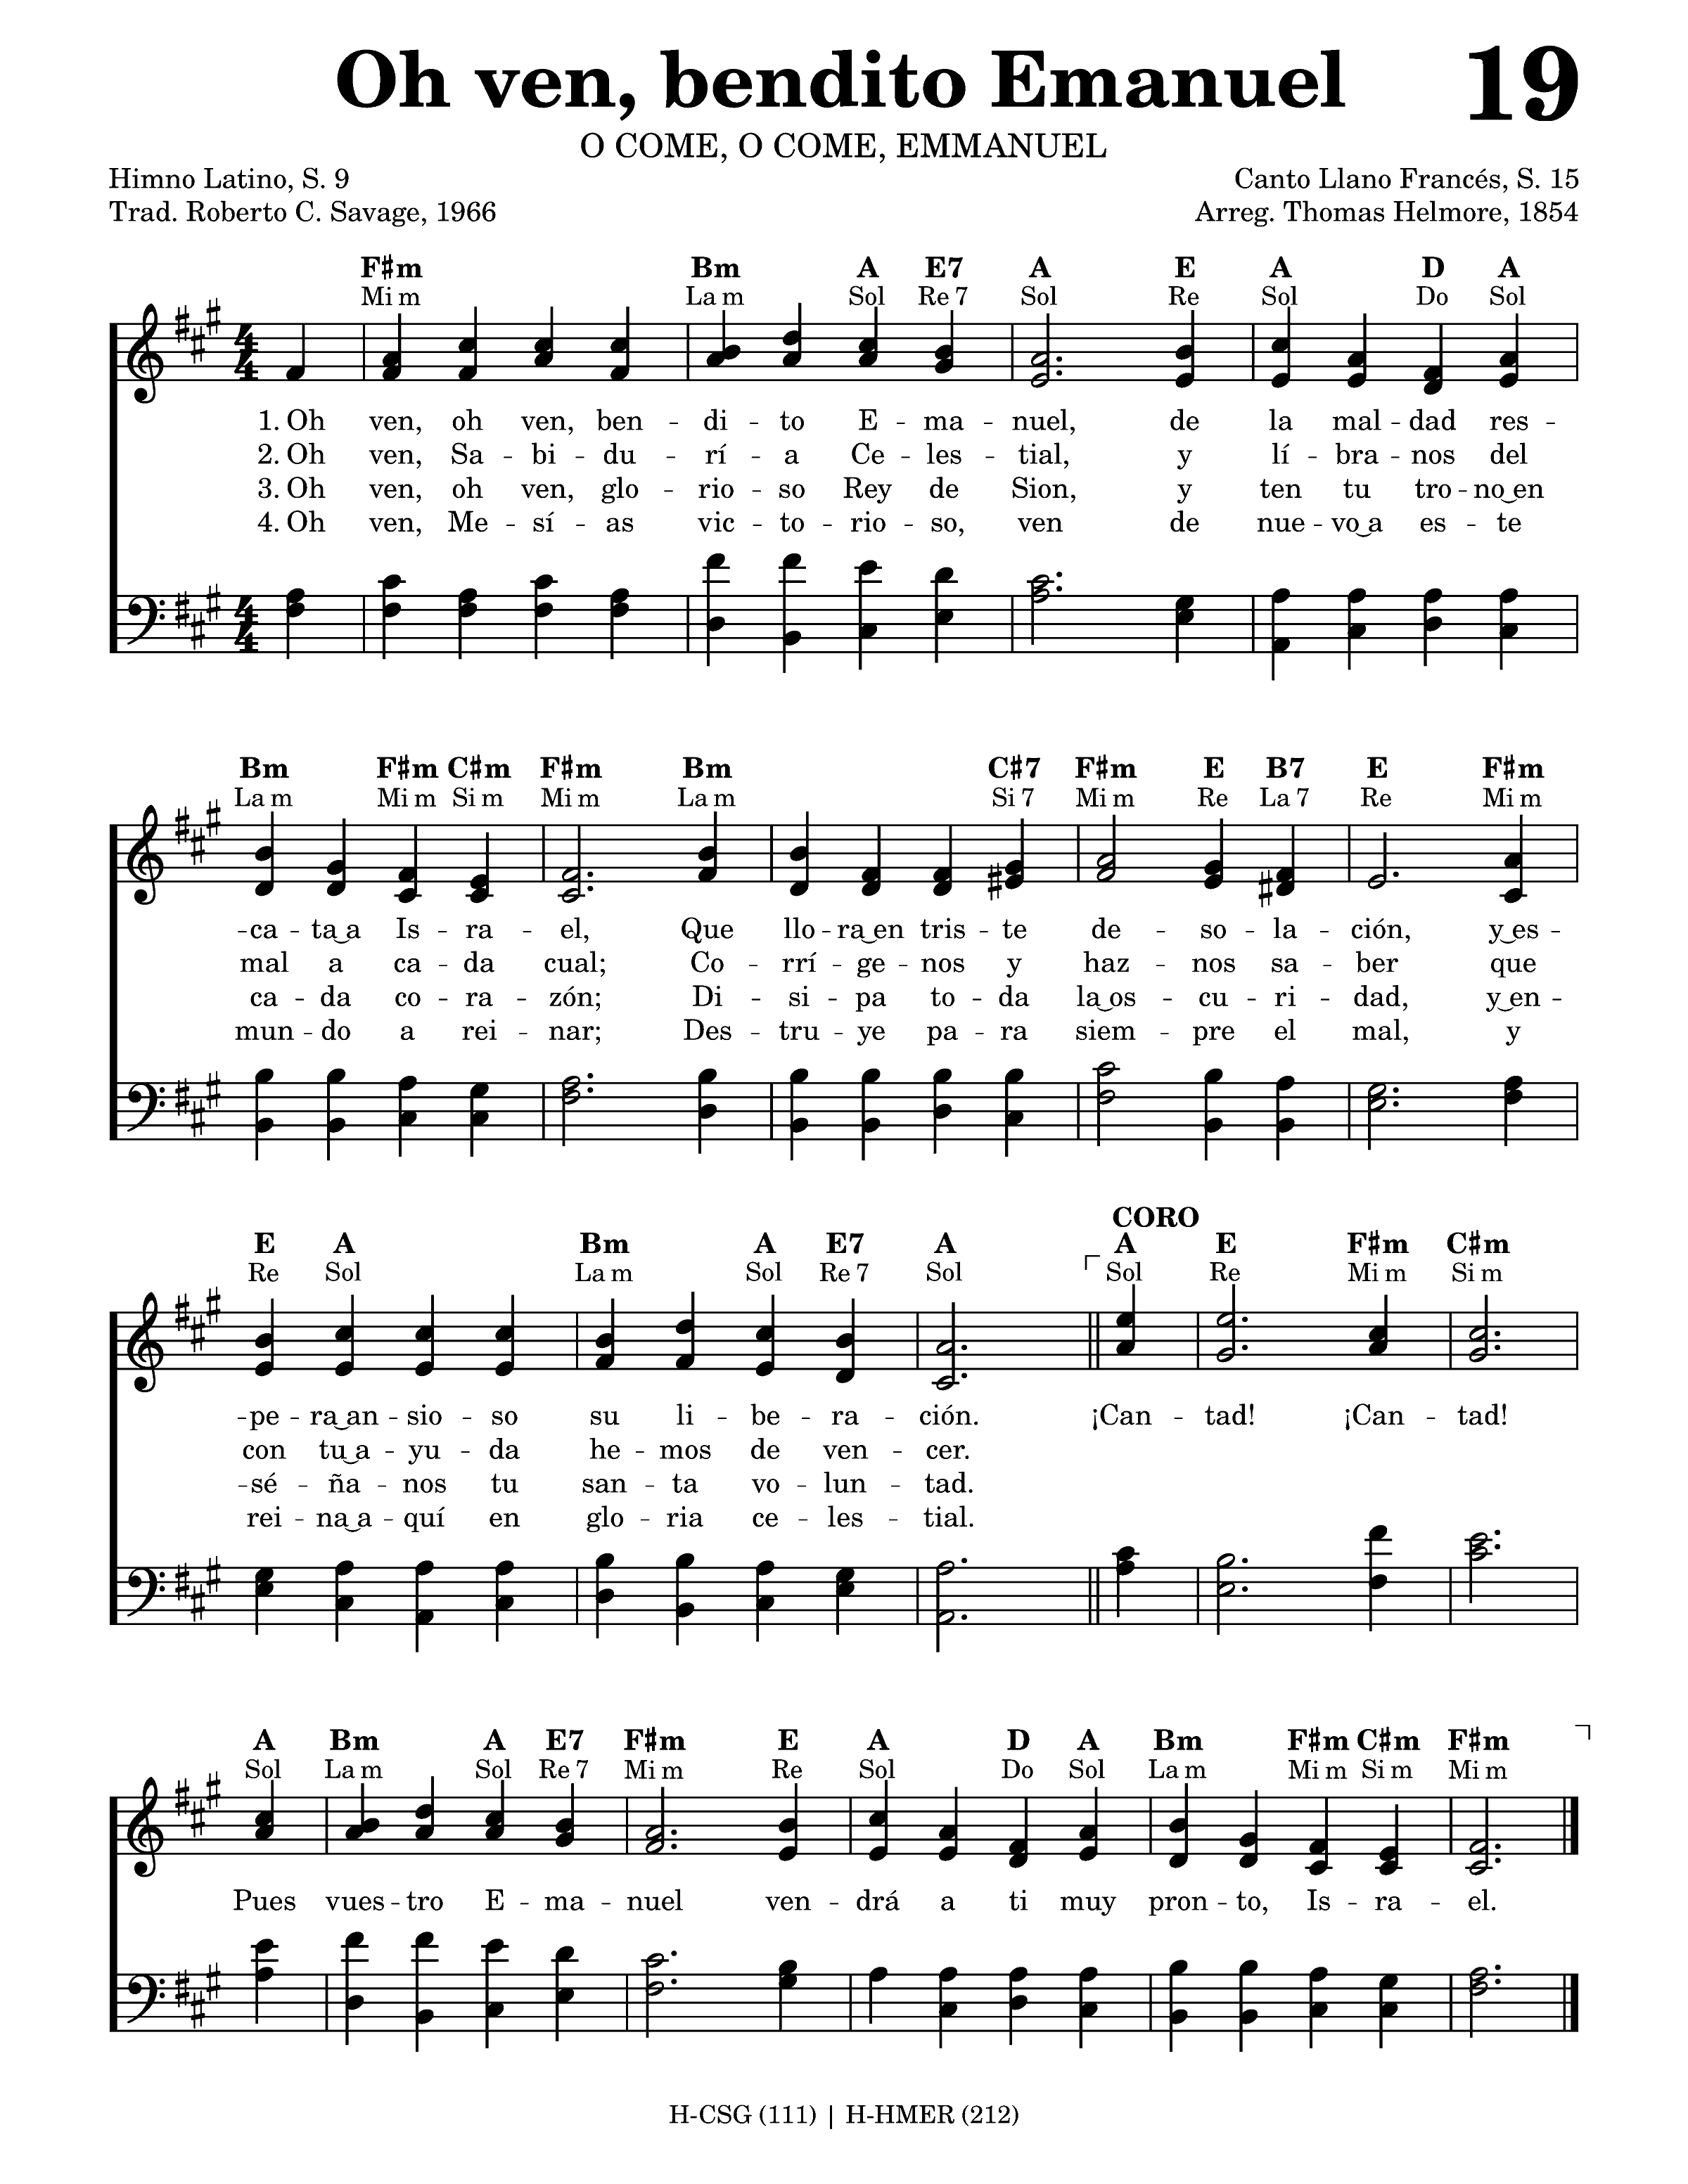 Oh ven, bendito Emanuel 19
O COME, O COME, EMMANUEL
Himno Latino, S. 9 Canto Llano Francés, S. 15
Trad. Roberto C. Savage, 1966 Arreg. Thomas Helmore, 1854
F♯m Bm A E7 A E A D A
Mi m La m Sol Re 7 Sol Re Sol Do Sol
1. Oh ven, oh ven, ben - di - to E - ma - nuel, de la mal - dad res -
2. Oh ven, Sa - bi - du - rí - a Ce - les - tial, y lí - bra - nos del
3. Oh ven, oh ven, glo - rio - so Rey de Sion, y ten tu tro - no‿en
4. Oh ven, Me - sí - as vic - to - rio - so, ven de nue - vo‿a es - te
Bm F♯m C♯m F♯m Bm C♯7 F♯m E B7 E F♯m
La m Mi m Si m Mi m La m Si 7 Mi m Re La 7 Re Mi m
- ca - ta‿a Is - ra - el, Que llo - ra‿en tris - te de - so - la - ción, y‿es -
mal a ca - da cual; Co - rrí - ge - nos y haz - nos sa - ber que
ca - da co - ra - zón; Di - si - pa to - da la‿os - cu - ri - dad, y‿en -
mun - do a rei - nar; Des - tru - ye pa - ra siem - pre el mal, y
CORO
E A Bm A E7 A A E F♯m C♯m
Re Sol La m Sol Re 7 Sol Sol Re Mi m Si m
- pe - ra‿an - sio - so su li - be - ra - ción. ¡Can - tad! ¡Can - tad!
con tu‿a - yu - da he - mos de ven - cer.
- sé - ña - nos tu san - ta vo - lun - tad.
rei - na‿a - quí en glo - ria ce - les - tial.
A Bm A E7 F♯m E A D A Bm F♯m C♯m F♯m
Sol La m Sol Re 7 Mi m Re Sol Do Sol La m Mi m Si m Mi m
Pues vues - tro E - ma - nuel ven - drá a ti muy pron - to, Is - ra - el.
H-CSG (111) | H-HMER (212)